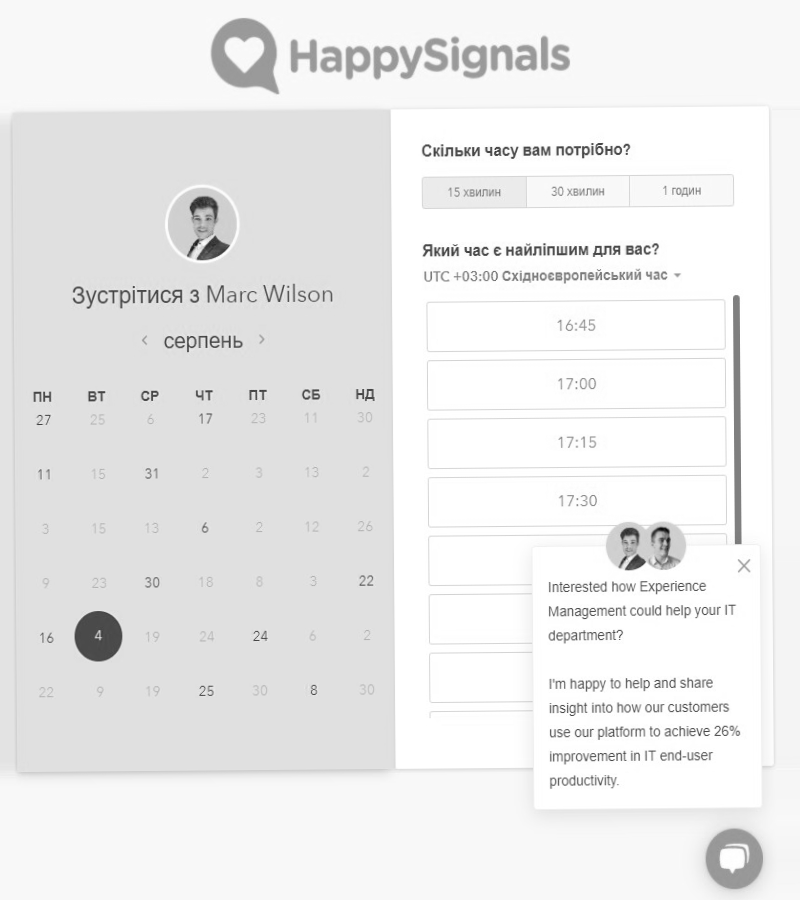 HappySignals
Зустрітися з Marc Wilson
серпень
ПН ВТ СР ЧТ ПТ СБ НД
27 25 6 17 23 11 30
11 15 31 2 3 13 2
3 15 13 6 2 12 26
9 23 30 18 8 3 22
16 4 19 24 24 6 2
22 9 19 25 30 8 30
Скільки часу вам потрібно?
15 хвилин 30 хвилин 1 годин
Який час є найліпшим для вас?
UTC +03:00 Східноєвропейський час
16:45
17:00
17:15
17:30
Interested how Experience
Management could help your IT
department?
I'm happy to help and share
insight into how our customers
use our platform to achieve 26%
improvement in IT end-user
productivity.